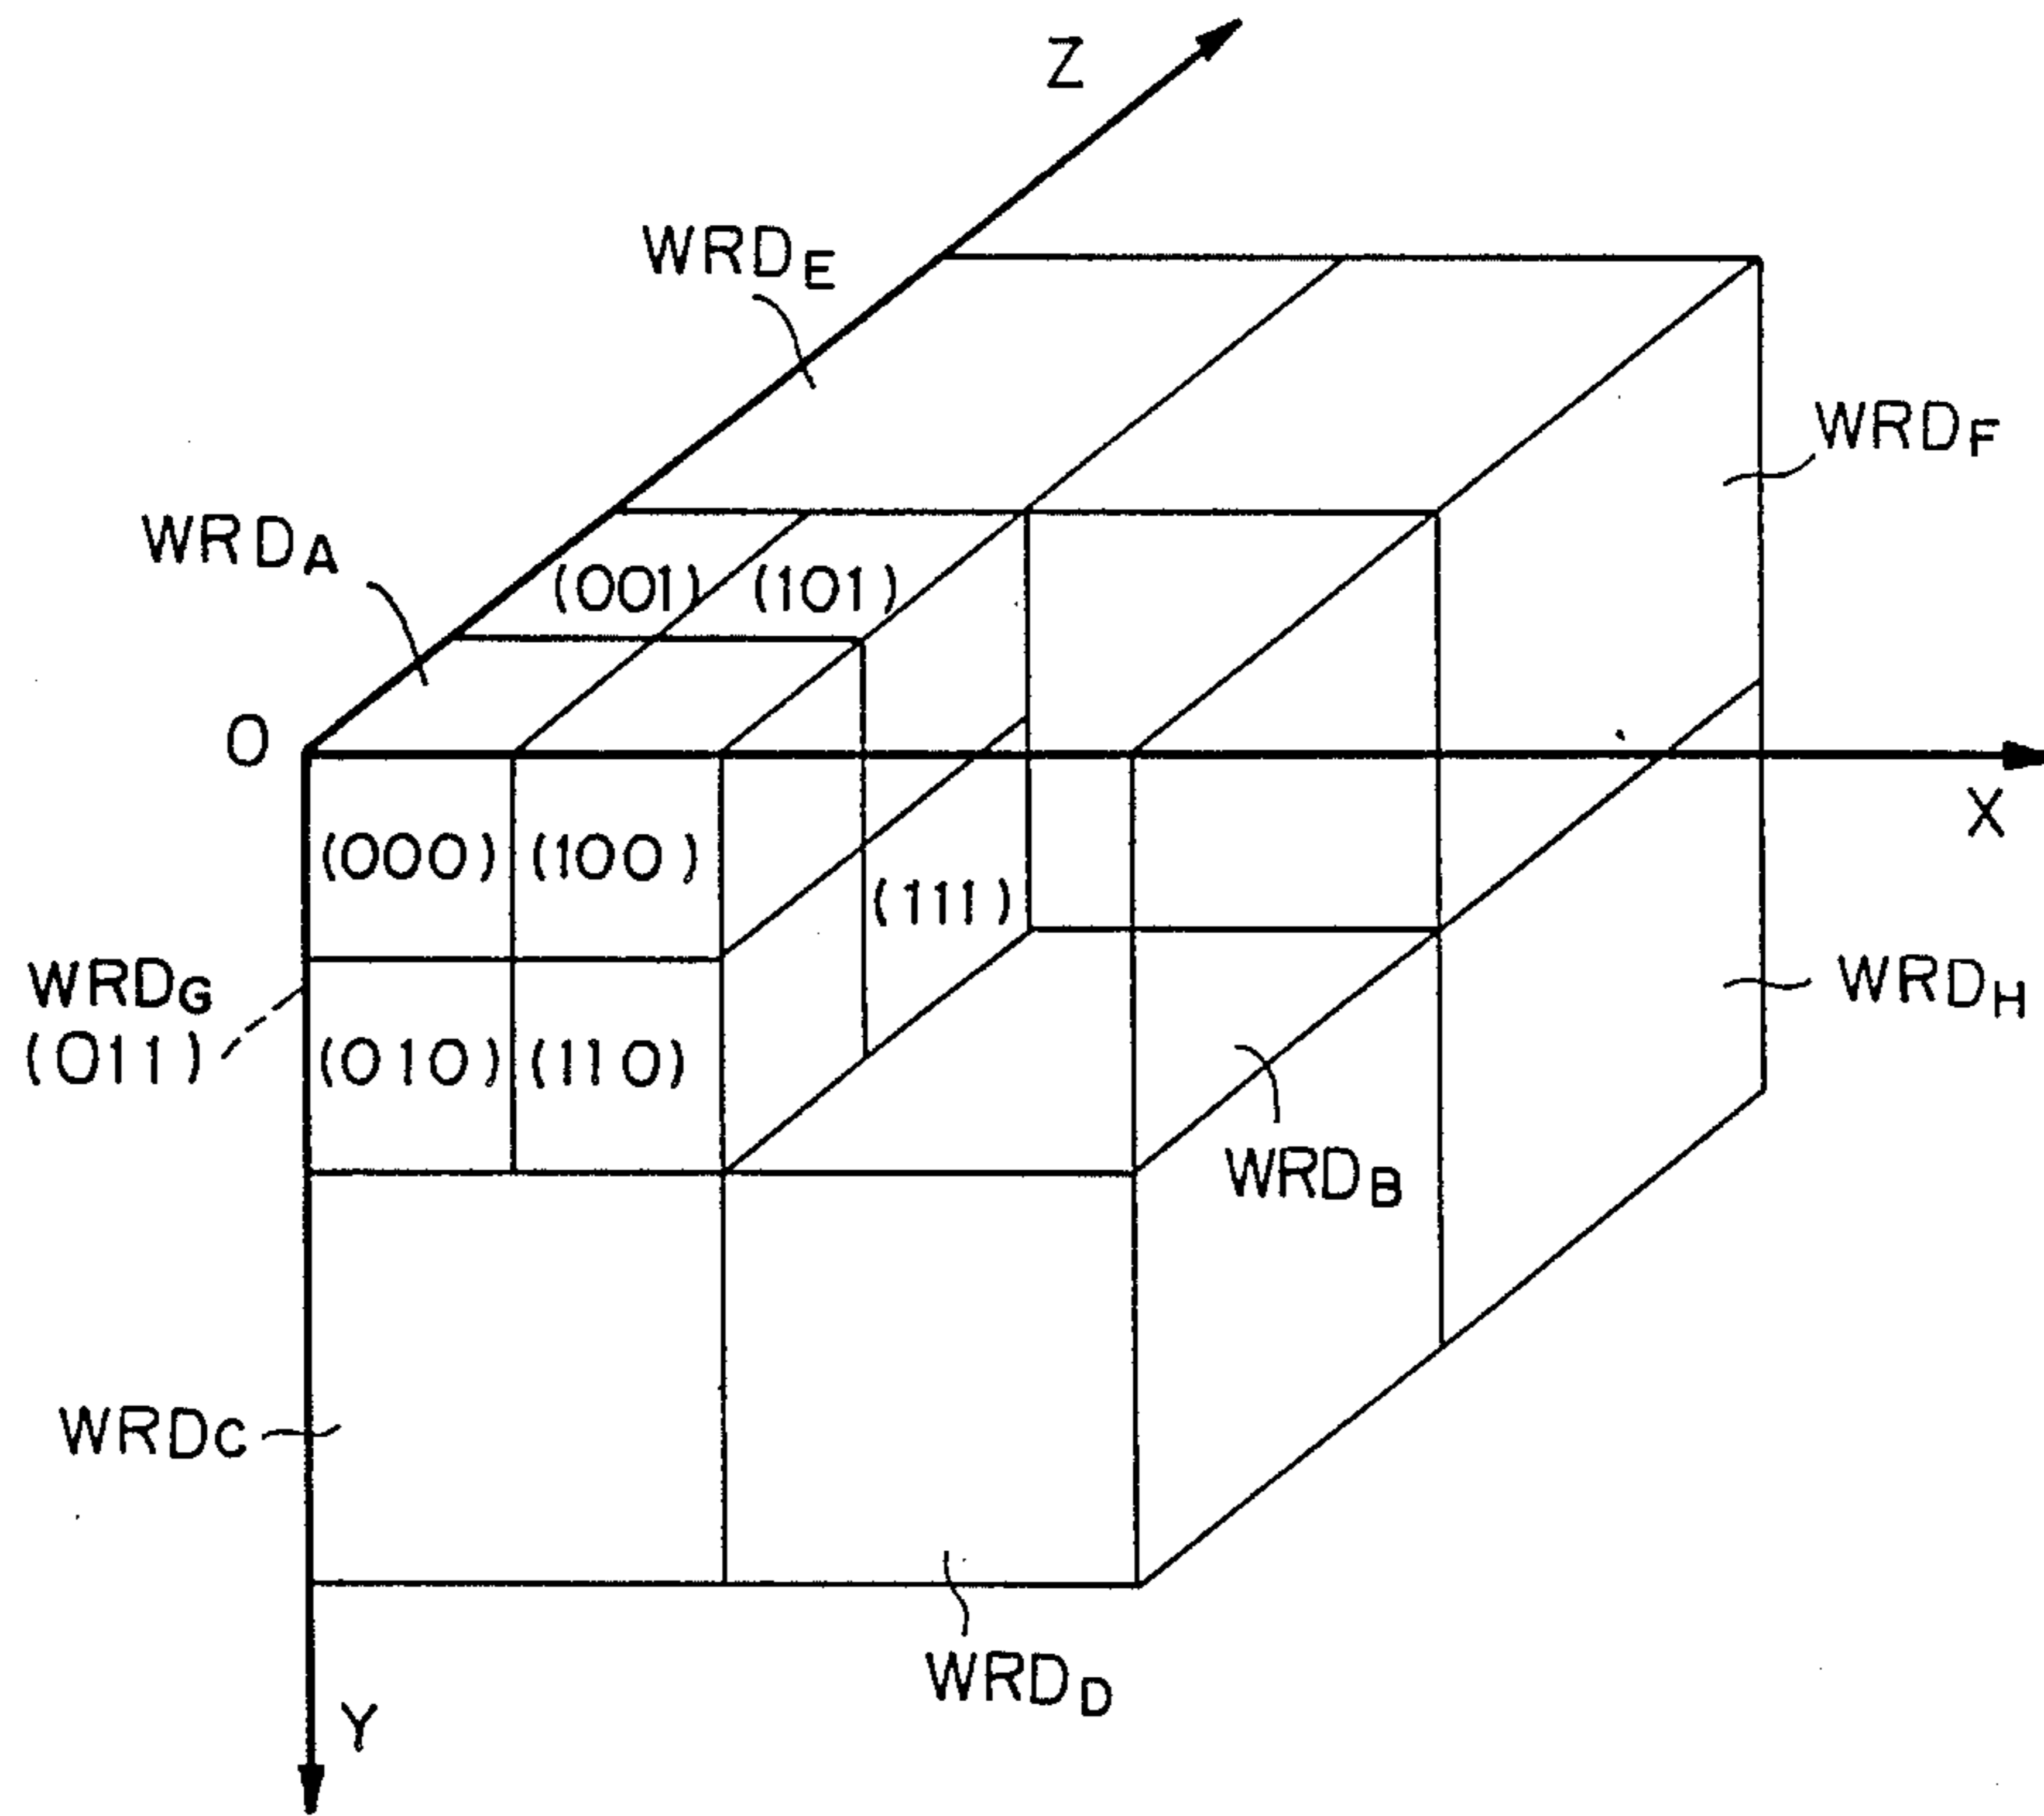 Z
WRDE
WRDF
WRDA
(001) (101)
O
X
(000) (100)
(111)
WRDG
(011)
WRDH
(010) (110)
WRDB
WRDC
WRDD
Y